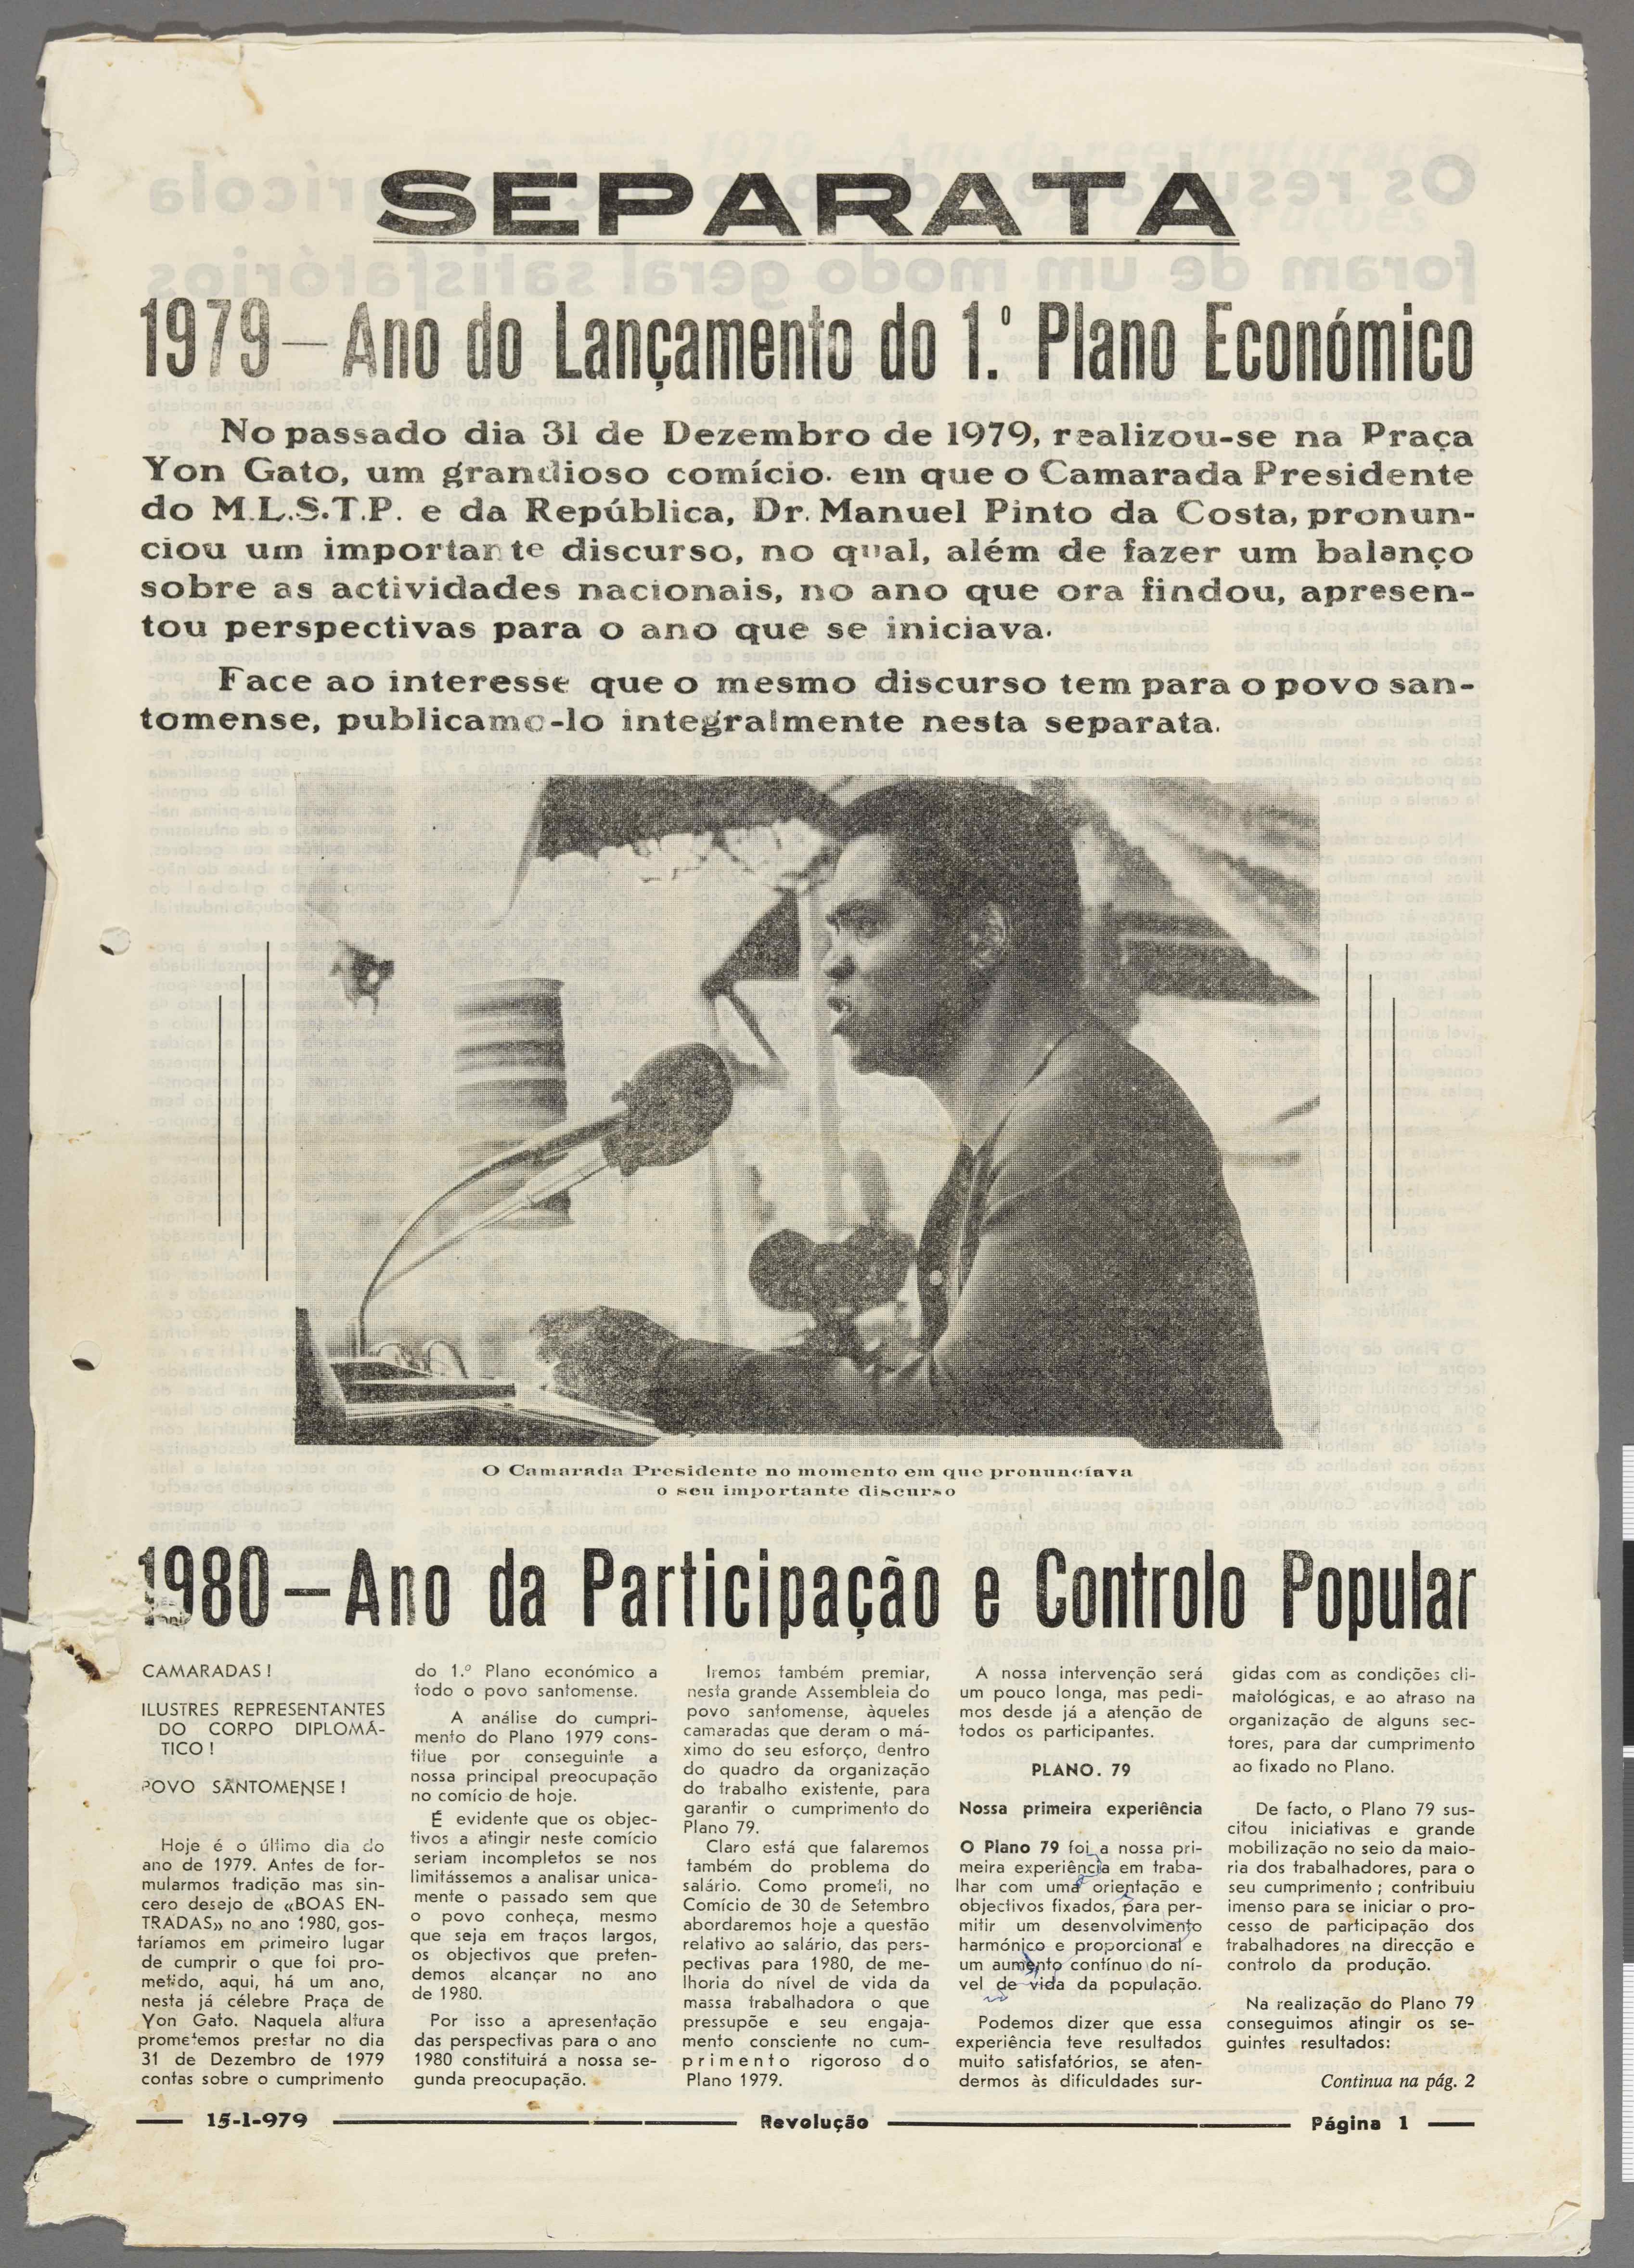 SEPARATA
1979 — Ano do Lançamento do 1.º Plano Económico
No passado dia 31 de Dezembro de 1979, realizou-se na Praça
Yon Gato, um grandioso comício. em que o Camarada Presidente
do M.L.S.T.P. e da República, Dr. Manuel Pinto da Costa, pronun-
ciou um importante discurso, no qual, além de fazer um balanço
sobre as actividades nacionais, no ano que ora findou, apresen-
tou perspectivas para o ano que se iniciava.
Face ao interesse que o mesmo discurso tem para o povo san-
tomense, publicamo-lo integralmente nesta separata.
O Camarada Presidente no momento em que pronunciava
o seu importante discurso
1980 — Ano da Participação e Controlo Popular
CAMARADAS !
ILUSTRES REPRESENTANTES
DO CORPO DIPLOMÁ-
TICO !
POVO SANTOMENSE !
Hoje é o último dia do
ano de 1979. Antes de for-
mularmos tradição mas sin-
cero desejo de «BOAS EN-
TRADAS» no ano 1980, gos-
taríamos em primeiro lugar
de cumprir o que foi pro-
metido, aqui, há um ano,
nesta já célebre Praça de
Yon Gato. Naquela altura
prometemos prestar no dia
31 de Dezembro de 1979
contas sobre o cumprimento
do 1.º Plano económico a
todo o povo santomense.
A análise do cumpri-
mento do Plano 1979 cons-
titue por conseguinte a
nossa principal preocupação
no comício de hoje.
É evidente que os objec-
tivos a atingir neste comício
seriam incompletos se nos
limitássemos a analisar unica-
mente o passado sem que
o povo conheça, mesmo
que seja em traços largos,
os objectivos que preten-
demos alcançar no ano
de 1980.
Por isso a apresentação
das perspectivas para o ano
1980 constituirá a nossa se-
gunda preocupação.
Iremos também premiar,
nesta grande Assembleia do
povo santomense, àqueles
camaradas que deram o má-
ximo do seu esforço, dentro
do quadro da organização
do trabalho existente, para
garantir o cumprimento do
Plano 79.
Claro está que falaremos
também do problema do
salário. Como prometi, no
Comício de 30 de Setembro
abordaremos hoje a questão
relativo ao salário, das pers-
pectivas para 1980, de me-
lhoria do nível de vida da
massa trabalhadora o que
pressupõe e seu engaja-
mento consciente no cum-
primento rigoroso do
Plano 1979.
A nossa intervenção será
um pouco longa, mas pedi-
mos desde já a atenção de
todos os participantes.
PLANO. 79
Nossa primeira experiência
O Plano 79 foi a nossa pri-
meira experiência em traba-
lhar com uma orientação e
objectivos fixados, para per-
mitir um desenvolvimento
harmónico e proporcional e
um aumento contínuo do ní-
vel de vida da população.
Podemos dizer que essa
experiência teve resultados
muito satisfatórios, se aten-
dermos às dificuldades sur-
gidas com as condições cli-
matológicas, e ao atraso na
organização de alguns sec-
tores, para dar cumprimento
ao fixado no Plano.
De facto, o Plano 79 sus-
citou iniciativas e grande
mobilização no seio da maio-
ria dos trabalhadores, para o
seu cumprimento ; contribuiu
imenso para se iniciar o pro-
cesso de participação dos
trabalhadores na direcção e
controlo da produção.
Na realização do Plano 79
conseguimos atingir os se-
guintes resultados:
Continua na pág. 2
15-1-979 Revolução Página 1